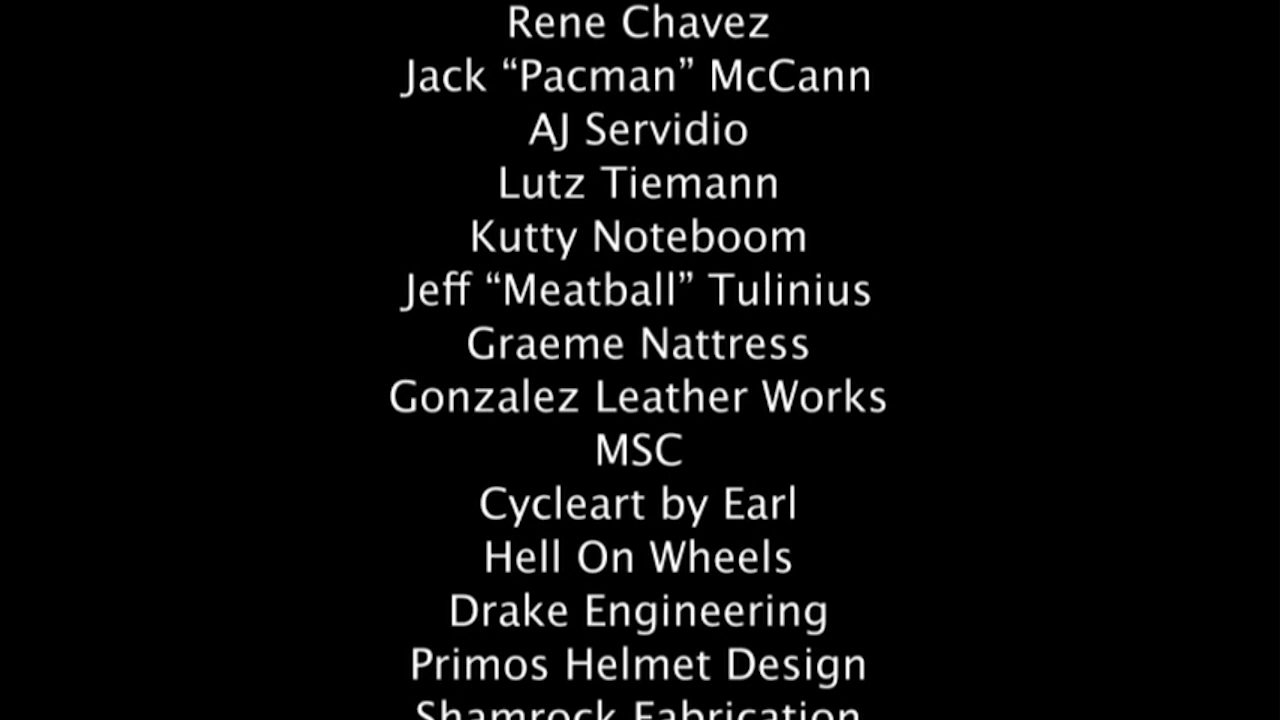 Rene Chavez
Jack “Pacman” McCann
AJ Servidio
Lutz Tiemann
Kutty Noteboom
Jeff “Meatball” Tulinius
Graeme Nattress
Gonzalez Leather Works
MSC
Cycleart by Earl
Hell On Wheels
Drake Engineering
Primos Helmet Design
Shamrock Fabrication